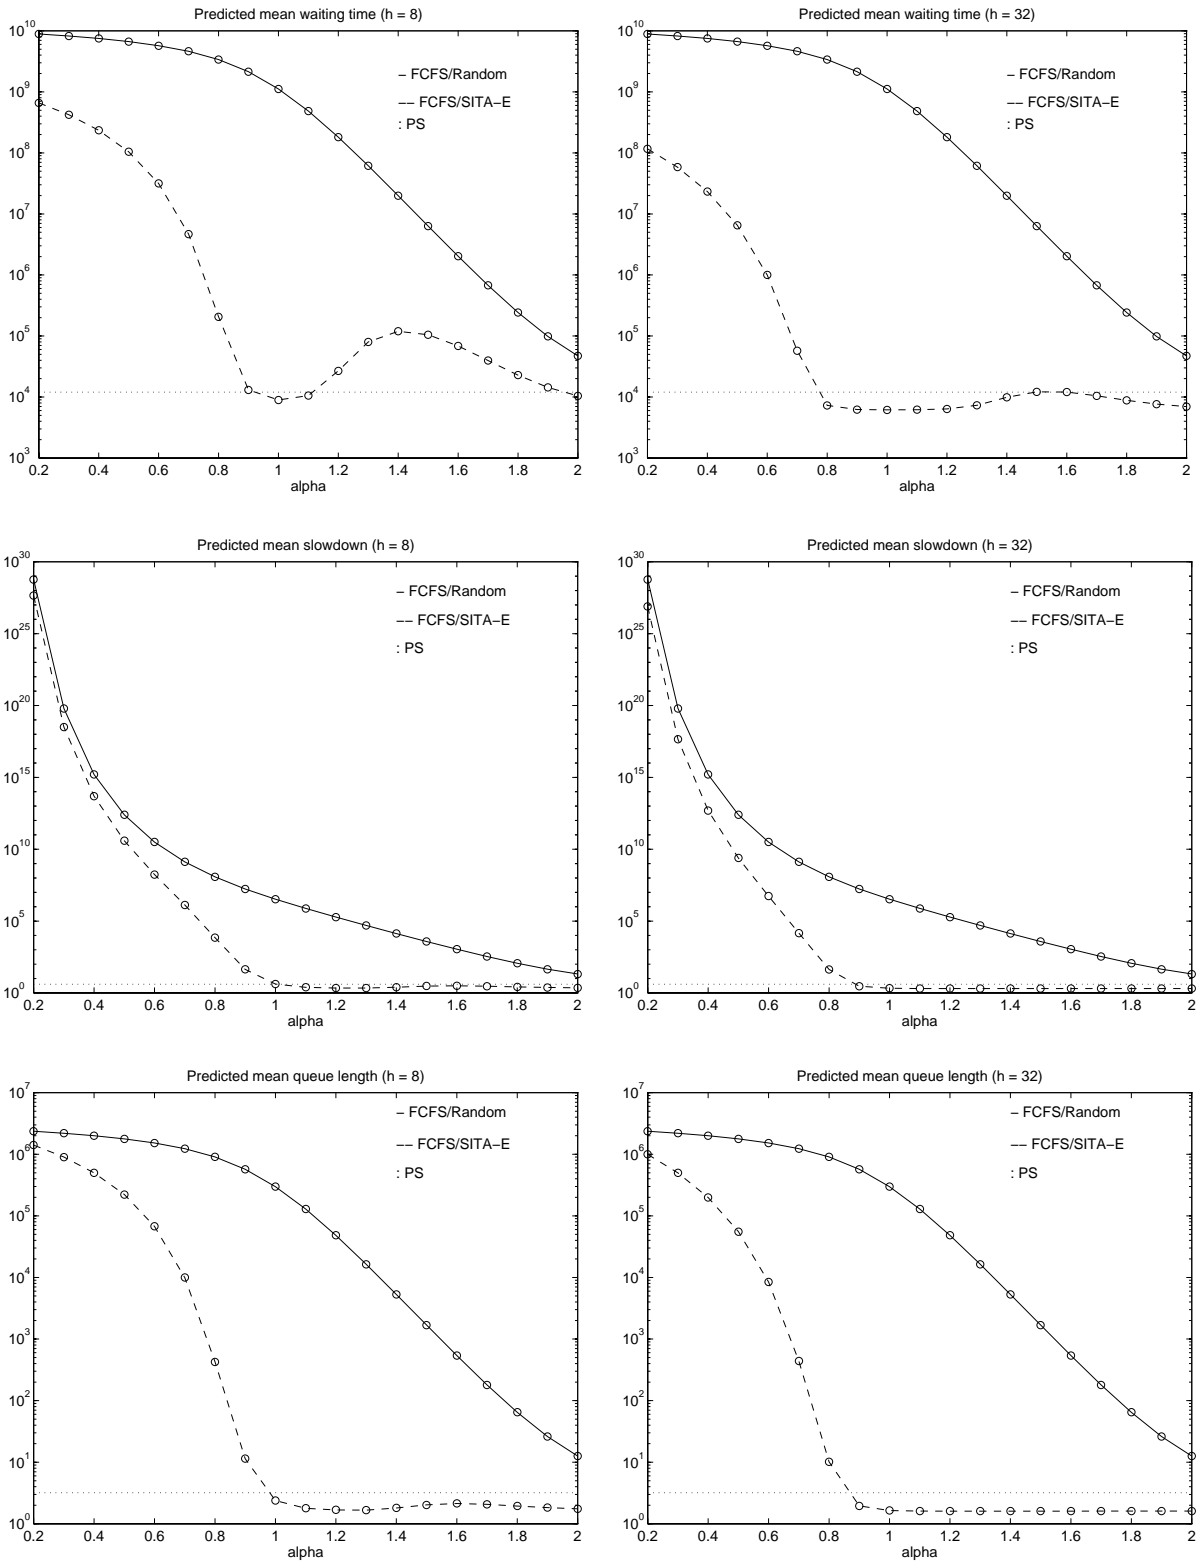 Predicted mean waiting time (h = 8)
10^10
10^9
10^8
10^7
10^6
10^5
10^4
10^3
– FCFS/Random
–– FCFS/SITA–E
: PS
0.2 0.4 0.6 0.8 1 1.2 1.4 1.6 1.8 2
alpha
Predicted mean waiting time (h = 32)
10^10
10^9
10^8
10^7
10^6
10^5
10^4
10^3
– FCFS/Random
–– FCFS/SITA–E
: PS
0.2 0.4 0.6 0.8 1 1.2 1.4 1.6 1.8 2
alpha
Predicted mean slowdown (h = 8)
10^30
10^25
10^20
10^15
10^10
10^5
10^0
– FCFS/Random
–– FCFS/SITA–E
: PS
0.2 0.4 0.6 0.8 1 1.2 1.4 1.6 1.8 2
alpha
Predicted mean slowdown (h = 32)
10^30
10^25
10^20
10^15
10^10
10^5
10^0
– FCFS/Random
–– FCFS/SITA–E
: PS
0.2 0.4 0.6 0.8 1 1.2 1.4 1.6 1.8 2
alpha
Predicted mean queue length (h = 8)
10^7
10^6
10^5
10^4
10^3
10^2
10^1
10^0
– FCFS/Random
–– FCFS/SITA–E
: PS
0.2 0.4 0.6 0.8 1 1.2 1.4 1.6 1.8 2
alpha
Predicted mean queue length (h = 32)
10^7
10^6
10^5
10^4
10^3
10^2
10^1
10^0
– FCFS/Random
–– FCFS/SITA–E
: PS
0.2 0.4 0.6 0.8 1 1.2 1.4 1.6 1.8 2
alpha